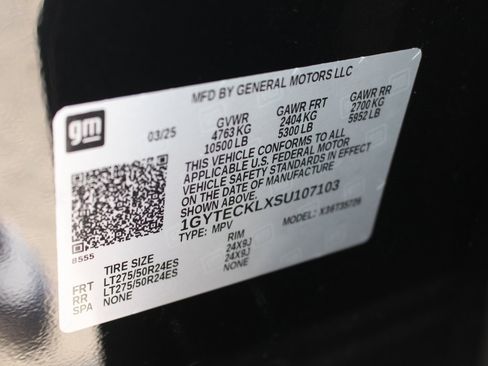 MFD BY GENERAL MOTORS LLC
gm
03/25 GVWR GAWR FRT GAWR RR
4763 KG 2404 KG 2700 KG
10500 LB 5300 LB 5952 LB
THIS VEHICLE CONFORMS TO ALL
APPLICABLE U.S. FEDERAL MOTOR
VEHICLE SAFETY STANDARDS IN EFFECT
ON THE DATE OF MANUFACTURE
1GYTECKLXSU107103
TYPE: MPV MODEL:
8555
TIRE SIZE RIM
FRT LT275/50R24ES 24X9J
RR LT275/50R24ES 24X9J
SPA NONE NONE